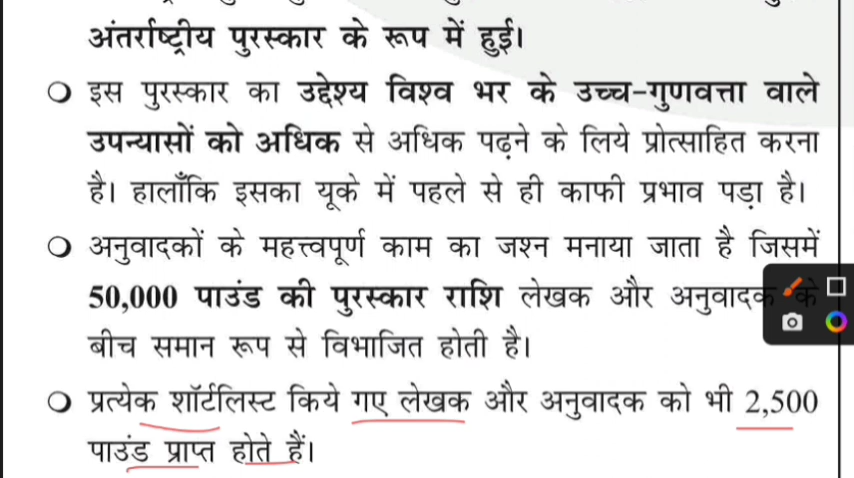 अंतर्राष्ट्रीय पुरस्कार के रूप में हुई।
इस पुरस्कार का उद्देश्य विश्व भर के उच्च-गुणवत्ता वाले
उपन्यासों को अधिक से अधिक पढ़ने के लिये प्रोत्साहित करना
है। हालाँकि इसका यूके में पहले से ही काफी प्रभाव पड़ा है।
अनुवादकों के महत्त्वपूर्ण काम का जश्न मनाया जाता है जिसमें
50,000 पाउंड की पुरस्कार राशि लेखक और अनुवादक के
बीच समान रूप से विभाजित होती है।
प्रत्येक शॉर्टलिस्ट किये गए लेखक और अनुवादक को भी 2,500
पाउंड प्राप्त होते हैं।